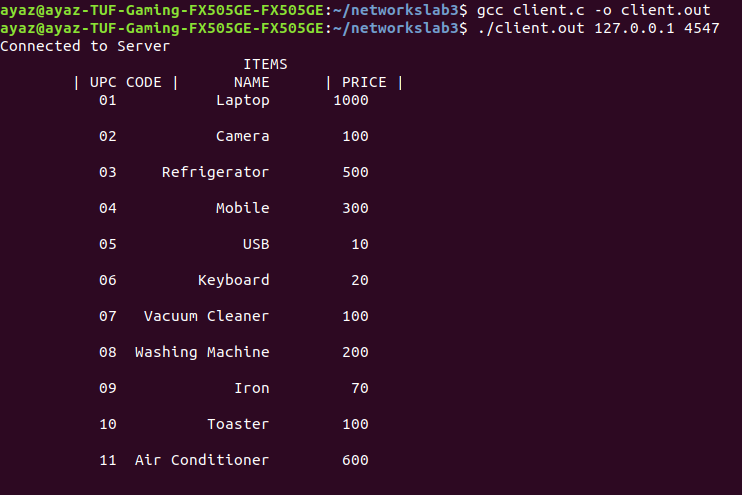 ayaz@ayaz-TUF-Gaming-FX505GE-FX505GE:~/networkslab3$ gcc client.c -o client.out
ayaz@ayaz-TUF-Gaming-FX505GE-FX505GE:~/networkslab3$ ./client.out 127.0.0.1 4547
Connected to Server
ITEMS
| UPC CODE | NAME | PRICE |
01 Laptop 1000
02 Camera 100
03 Refrigerator 500
04 Mobile 300
05 USB 10
06 Keyboard 20
07 Vacuum Cleaner 100
08 Washing Machine 200
09 Iron 70
10 Toaster 100
11 Air Conditioner 600